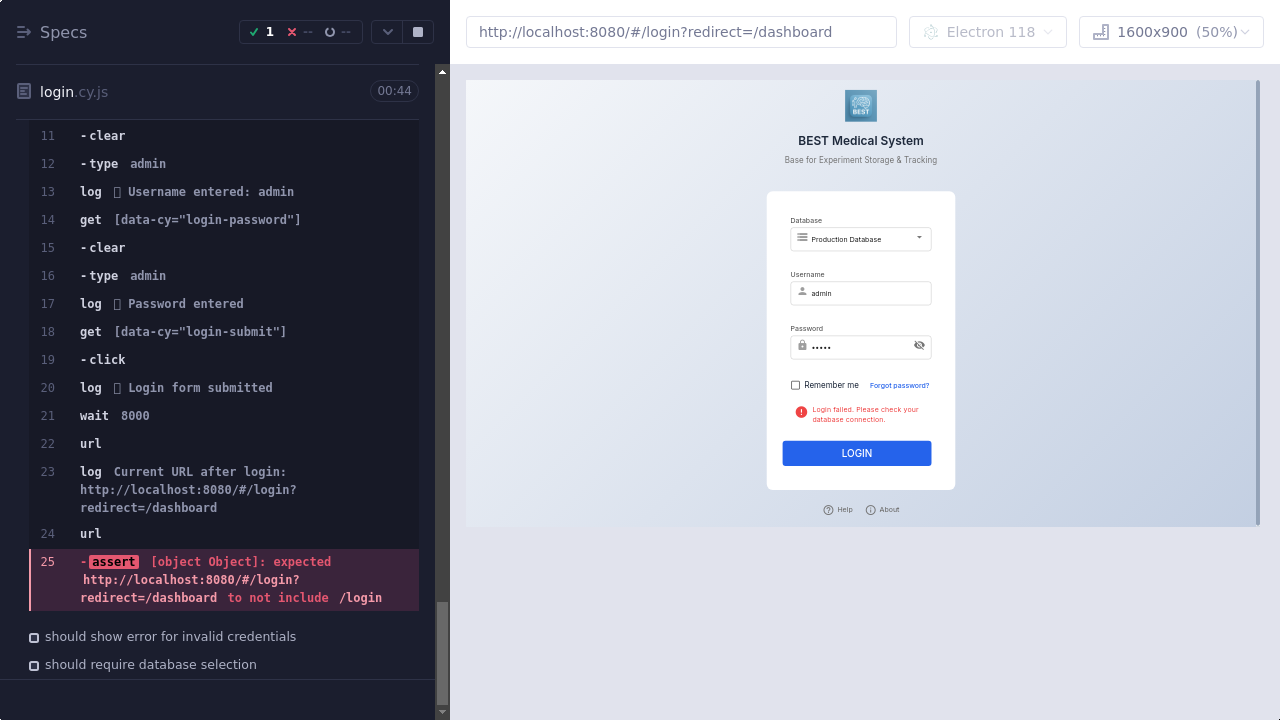 Specs
1
--
--
http://localhost:8080/#/login?redirect=/dashboard
Electron 118
1600x900 (50%)
login.cy.js
00:44
11 -clear
12 -type admin
13 log Username entered: admin
14 get [data-cy="login-password"]
15 -clear
16 -type admin
17 log Password entered
18 get [data-cy="login-submit"]
19 -click
20 log Login form submitted
21 wait 8000
22 url
23 log Current URL after login:
http://localhost:8080/#/login?
redirect=/dashboard
24 url
25 -assert [object Object]: expected
http://localhost:8080/#/login?
redirect=/dashboard to not include /login
should show error for invalid credentials
should require database selection
BEST
BEST Medical System
Base for Experiment Storage & Tracking
Database
Production Database
Username
admin
Password
•••••
Remember me
Forgot password?
Login failed. Please check your
database connection.
LOGIN
Help
About